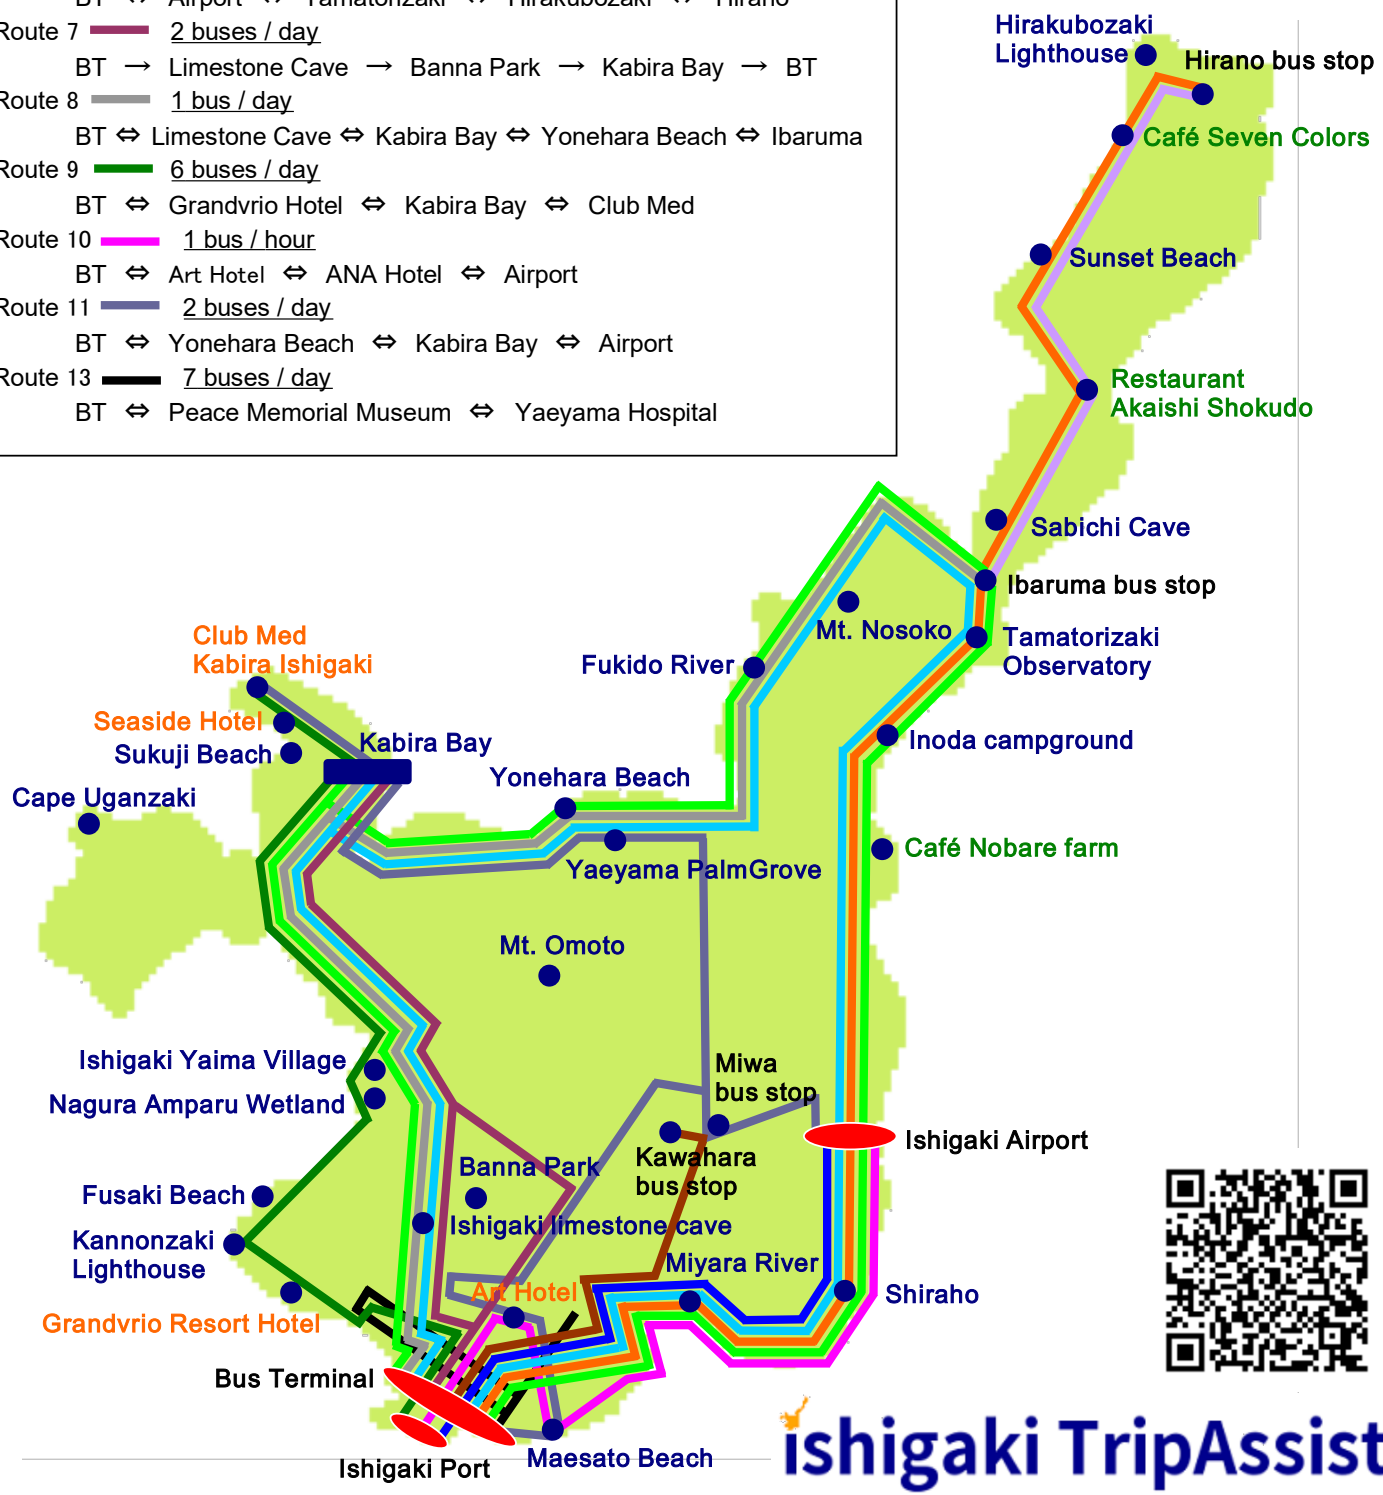 BT ⇔ Airport ⇔ Tamatorizaki ⇔ Hirakubozaki ⇔ Hirano
Route 7 2 buses / day
BT → Limestone Cave → Banna Park → Kabira Bay → BT
Route 8 1 bus / day
BT ⇔ Limestone Cave ⇔ Kabira Bay ⇔ Yonehara Beach ⇔ Ibaruma
Route 9 6 buses / day
BT ⇔ Grandvrio Hotel ⇔ Kabira Bay ⇔ Club Med
Route 10 1 bus / hour
BT ⇔ Art Hotel ⇔ ANA Hotel ⇔ Airport
Route 11 2 buses / day
BT ⇔ Yonehara Beach ⇔ Kabira Bay ⇔ Airport
Route 13 7 buses / day
BT ⇔ Peace Memorial Museum ⇔ Yaeyama Hospital
Hirakubozaki
Lighthouse
Hirano bus stop
Café Seven Colors
Sunset Beach
Restaurant
Akaishi Shokudo
Sabichi Cave
Ibaruma bus stop
Mt. Nosoko
Tamatorizaki
Observatory
Fukido River
Club Med
Kabira Ishigaki
Seaside Hotel
Sukuji Beach
Kabira Bay
Inoda campground
Yonehara Beach
Cape Uganzaki
Café Nobare farm
Yaeyama PalmGrove
Mt. Omoto
Ishigaki Yaima Village
Miwa
bus stop
Nagura Amparu Wetland
Ishigaki Airport
Kawahara
bus stop
Banna Park
Fusaki Beach
Ishigaki limestone cave
Kannonzaki
Lighthouse
Miyara River
Art Hotel
Shiraho
Grandvrio Resort Hotel
Bus Terminal
Maesato Beach
Ishigaki Port
ishigaki TripAssist